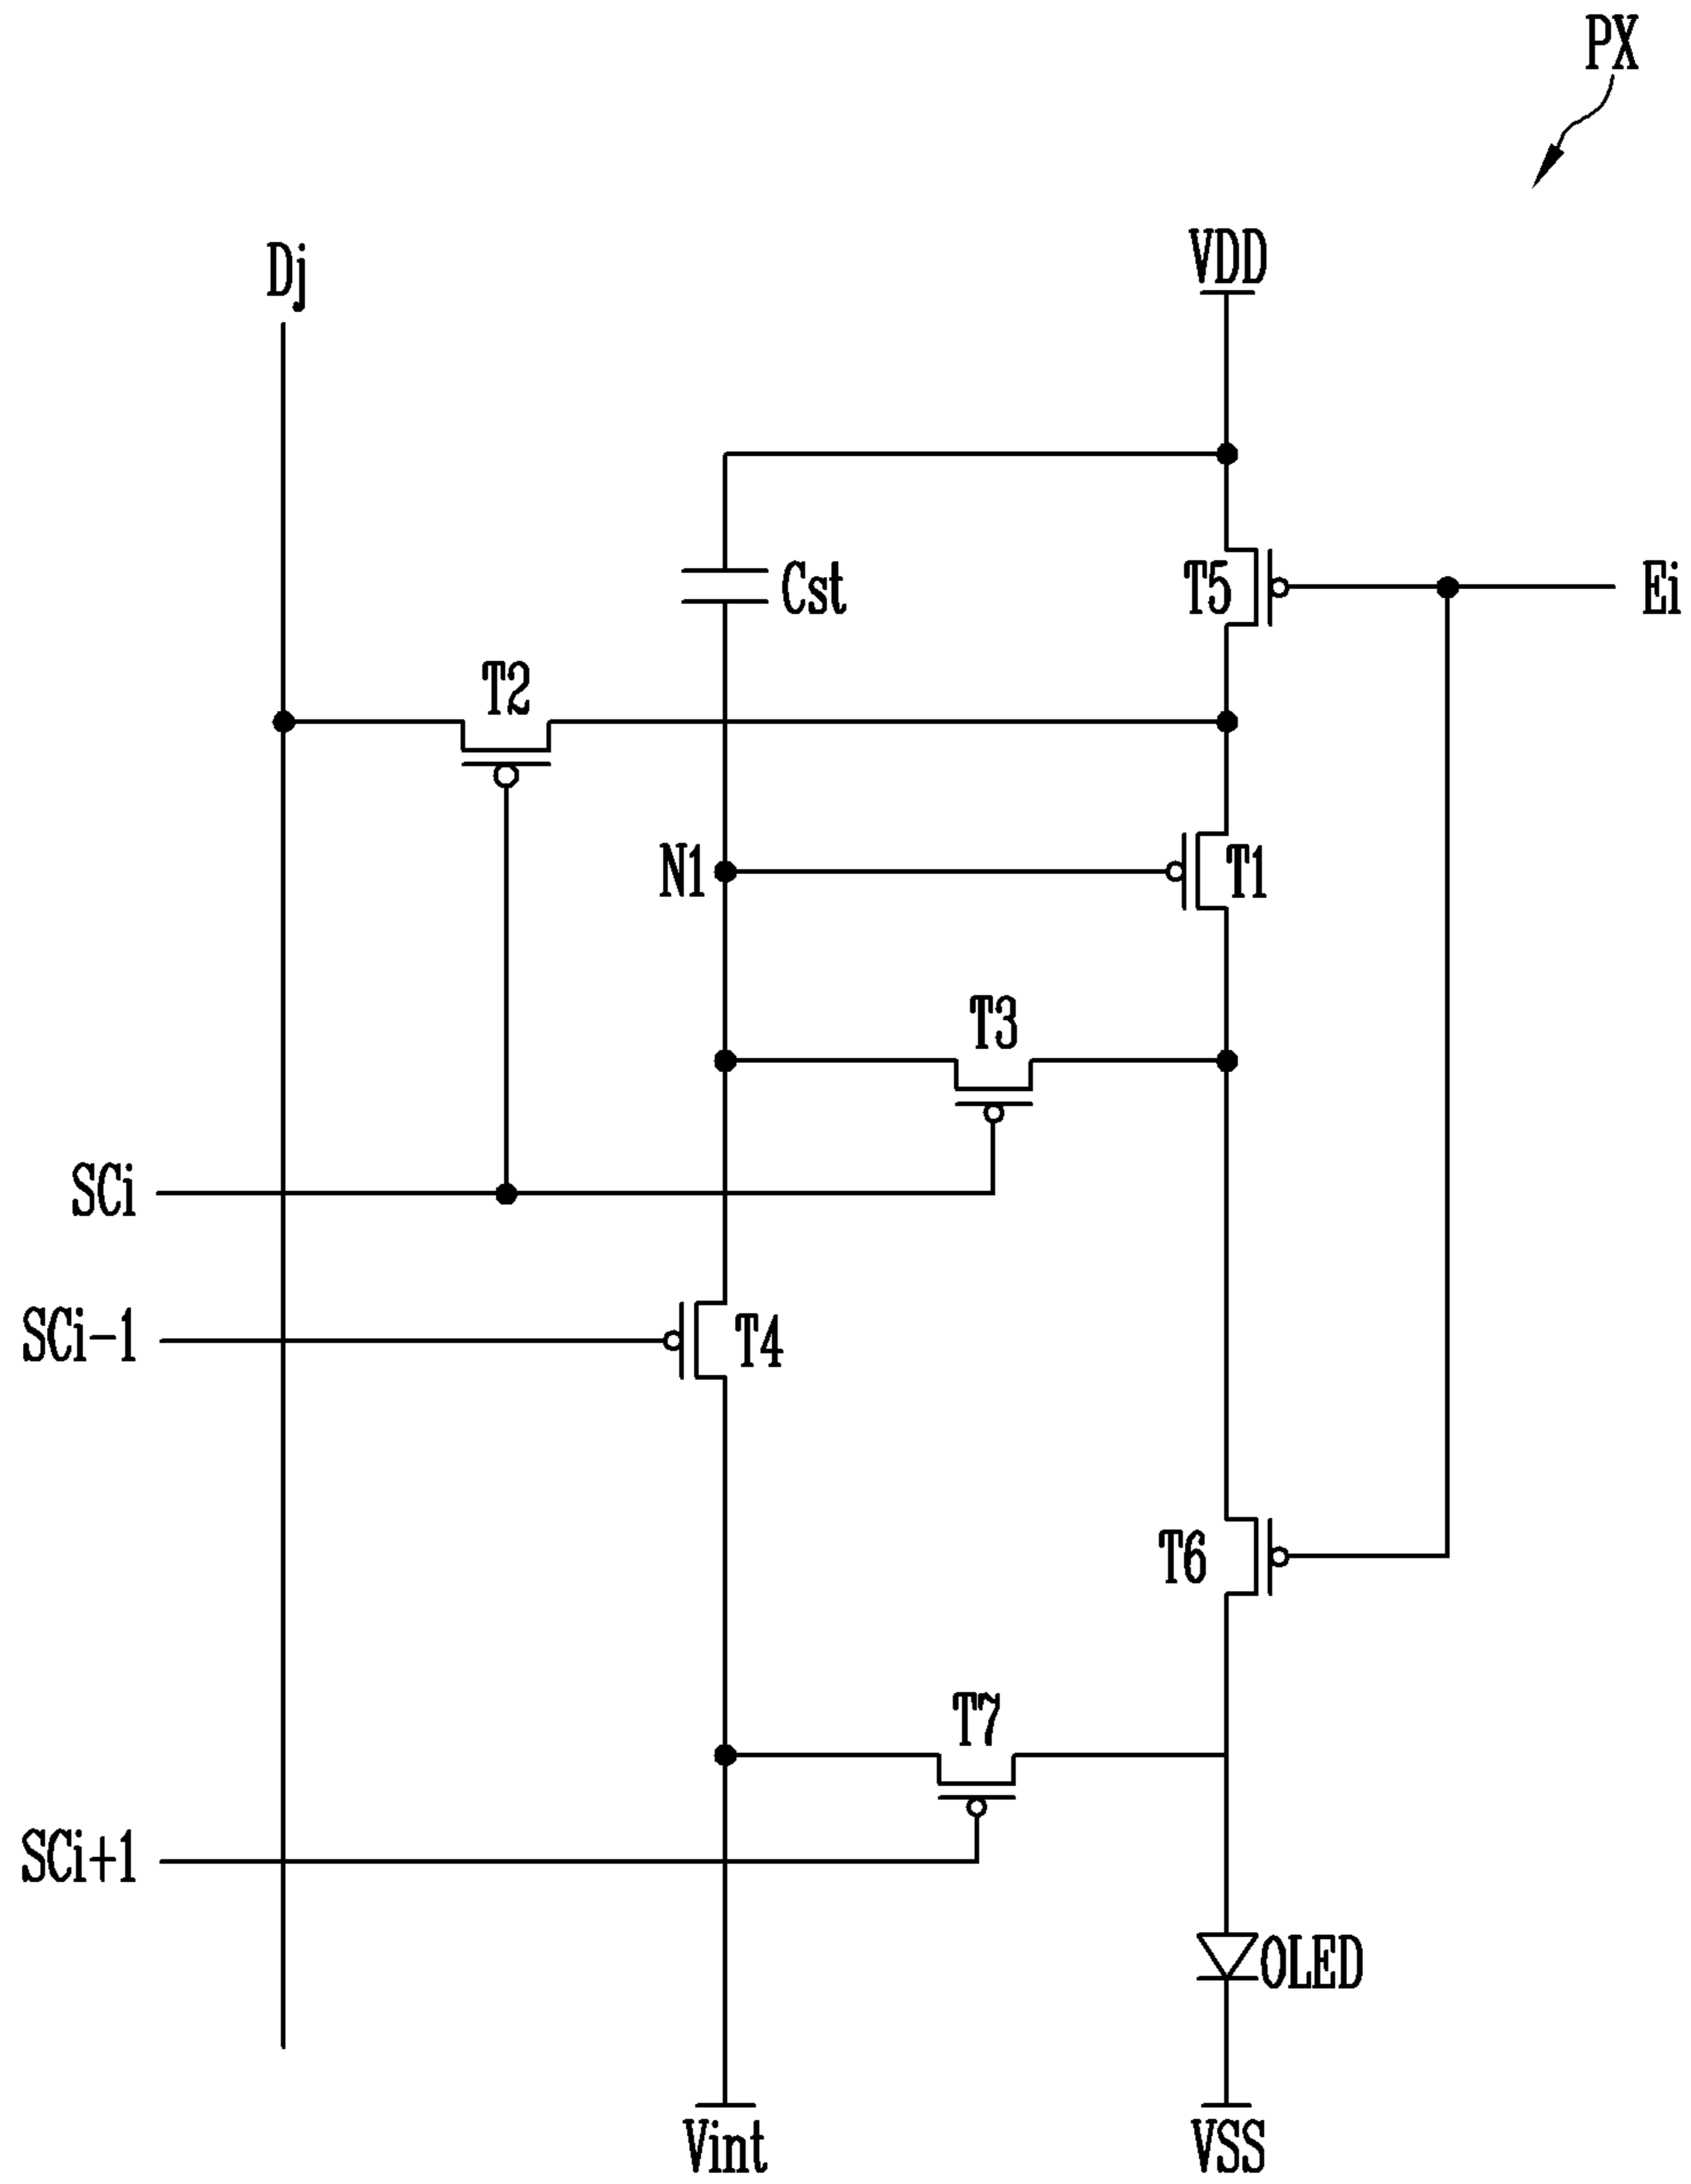 PX
Dj
VDD
Cst
T5
Ei
T2
N1
T1
T3
SCi
SCi-1
T4
T6
T7
SCi+1
OLED
Vint
VSS